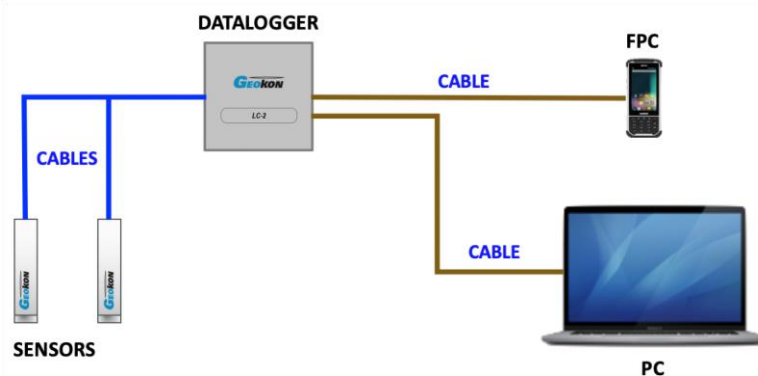 DATALOGGER
FPC
GEOKON
LC-2
CABLE
CABLES
CABLE
GEOKON
GEOKON
SENSORS
PC